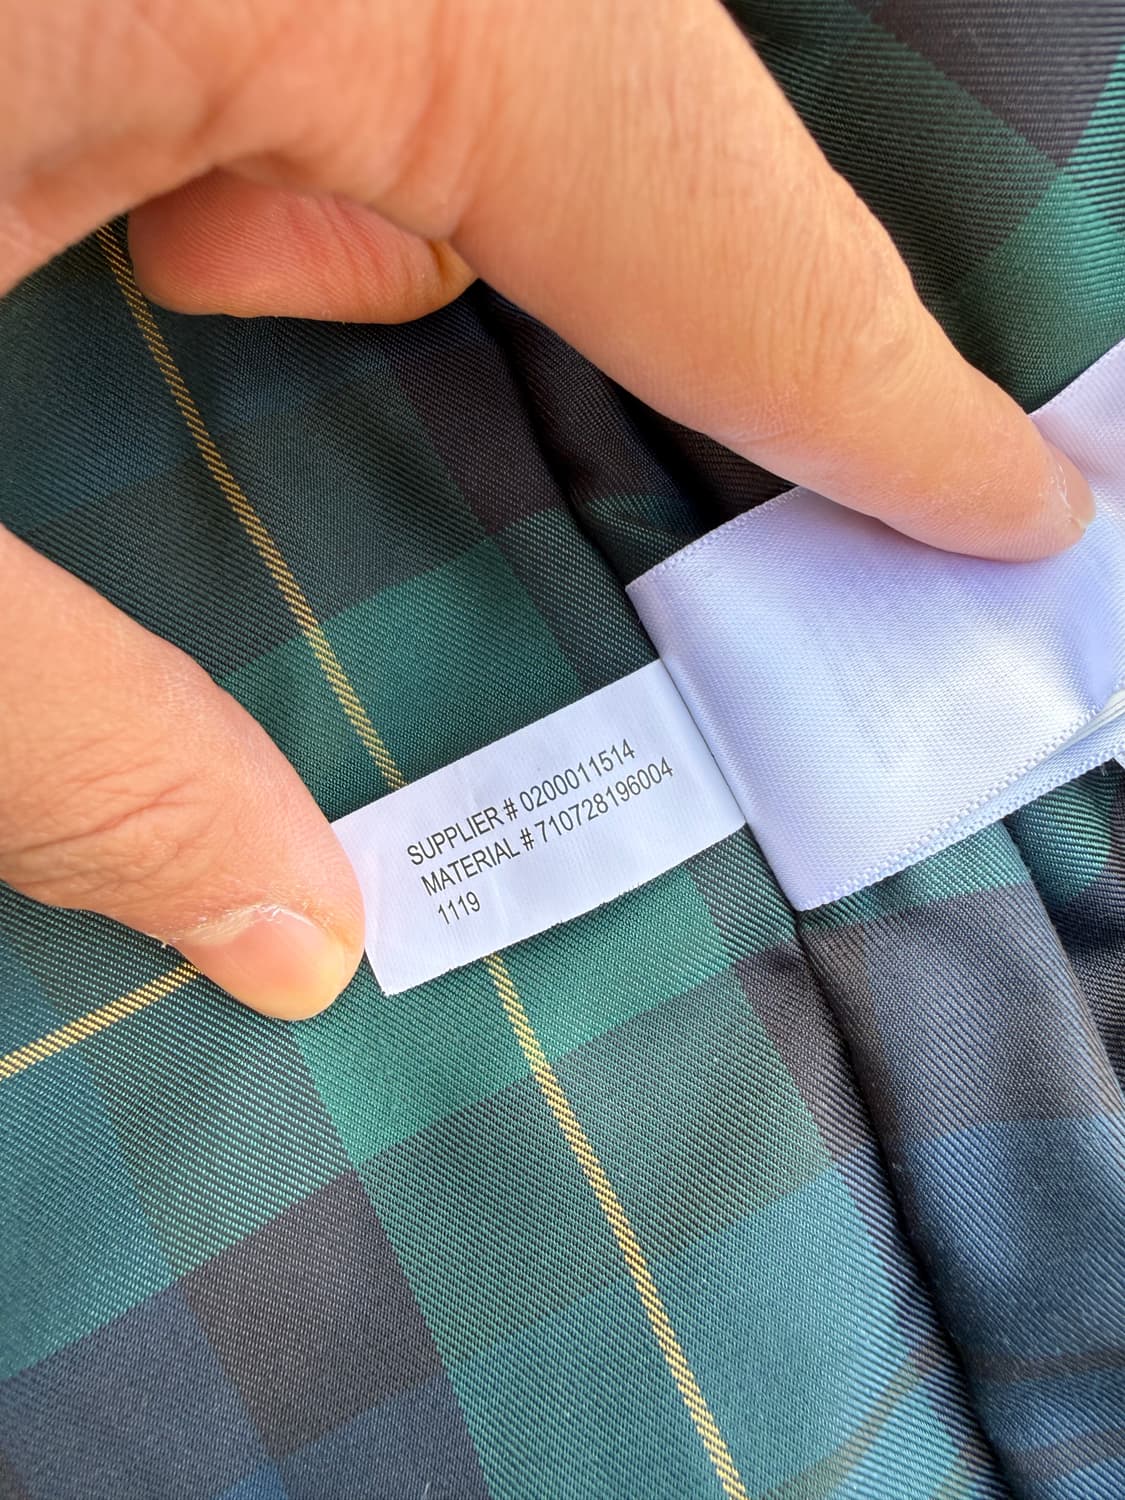 SUPPLIER # 0200011514
MATERIAL # 710728196004
1119